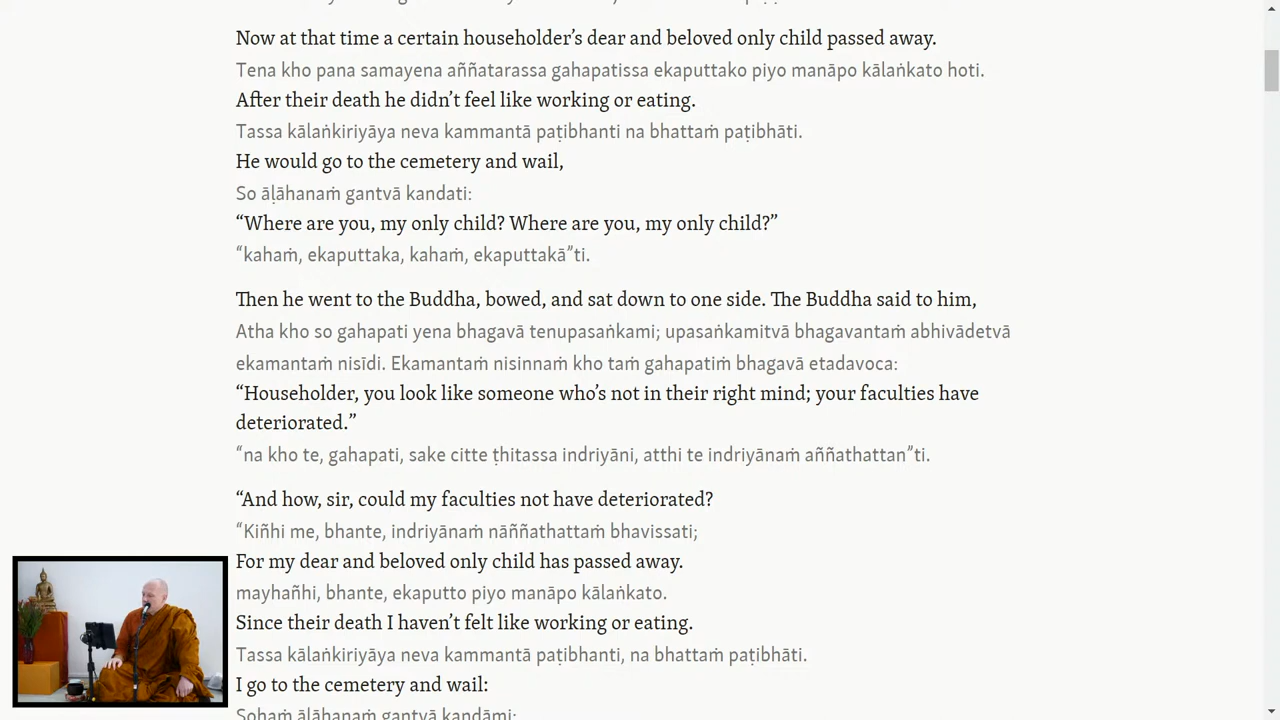 Now at that time a certain householder’s dear and beloved only child passed away.
Tena kho pana samayena aññatarassa gahapatissa ekaputtako piyo manāpo kālaṅkato hoti.
After their death he didn’t feel like working or eating.
Tassa kālaṅkiriyāya neva kammantā paṭibhanti na bhattaṁ paṭibhāti.
He would go to the cemetery and wail,
So āḷāhanaṁ gantvā kandati:
“Where are you, my only child? Where are you, my only child?”
“kahaṁ, ekaputtaka, kahaṁ, ekaputtakā”ti.
Then he went to the Buddha, bowed, and sat down to one side. The Buddha said to him,
Atha kho so gahapati yena bhagavā tenupasaṅkami; upasaṅkamitvā bhagavantaṁ abhivādetvā
ekamantaṁ nisīdi. Ekamantaṁ nisinnaṁ kho taṁ gahapatiṁ bhagavā etadavoca:
“Householder, you look like someone who’s not in their right mind; your faculties have
deteriorated.”
“na kho te, gahapati, sake citte ṭhitassa indriyāni, atthi te indriyānaṁ aññathattan”ti.
“And how, sir, could my faculties not have deteriorated?
“Kiñhi me, bhante, indriyānaṁ nāññathattaṁ bhavissati;
For my dear and beloved only child has passed away.
mayhañhi, bhante, ekaputto piyo manāpo kālaṅkato.
Since their death I haven’t felt like working or eating.
Tassa kālaṅkiriyāya neva kammantā paṭibhanti, na bhattaṁ paṭibhāti.
I go to the cemetery and wail:
Sohaṁ āḷāhanaṁ gantvā kandāmi: